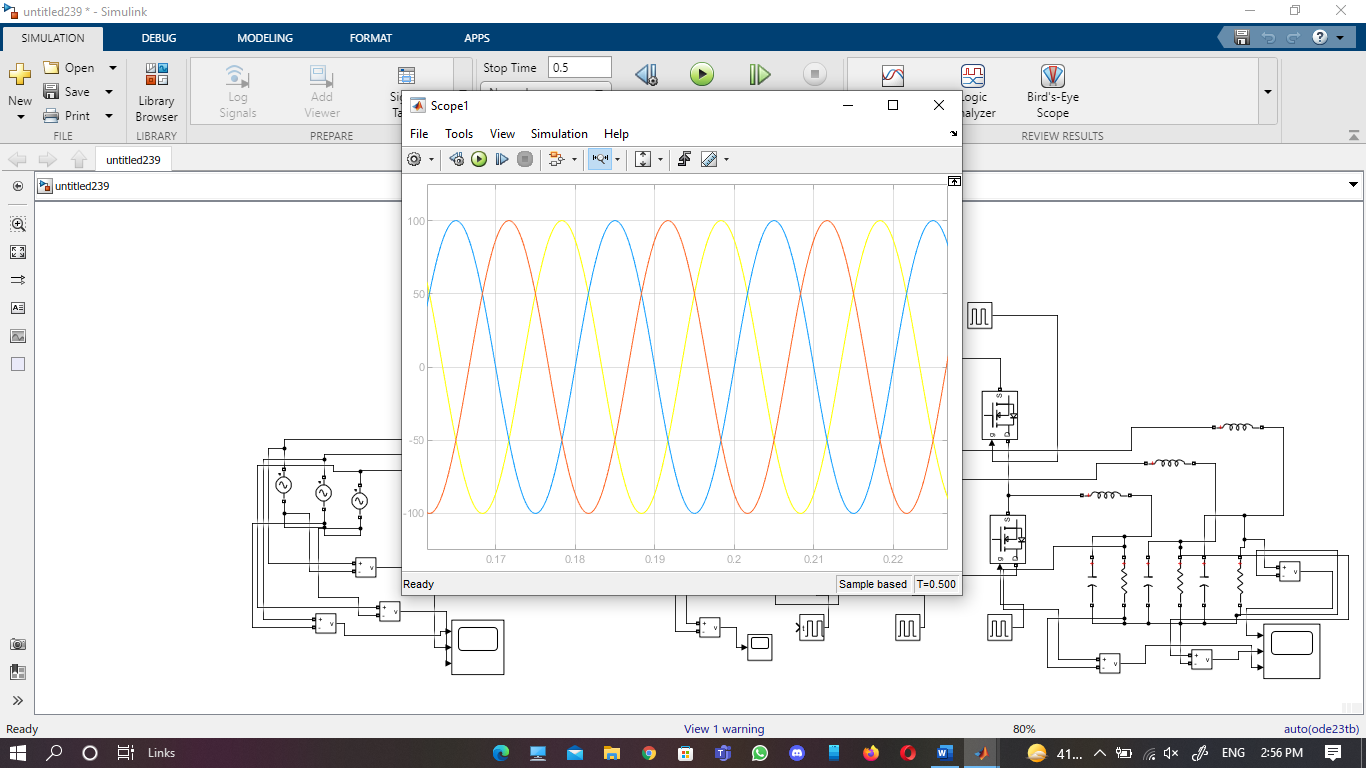 untitled239 * - Simulink
SIMULATION DEBUG MODELING FORMAT APPS
New
Open
Save
Print
FILE
Library Browser
LIBRARY
Log Signals
Add Viewer
PREPARE
Stop Time 0.5
Bird's-Eye Scope
REVIEW RESULTS
untitled239
untitled239
Scope1
File Tools View Simulation Help
100
50
0
-50
-100
0.17 0.18 0.19 0.2 0.21 0.22
Ready Sample based T=0.500
Ready View 1 warning 80% auto(ode23tb)
Links 41... ENG 2:56 PM